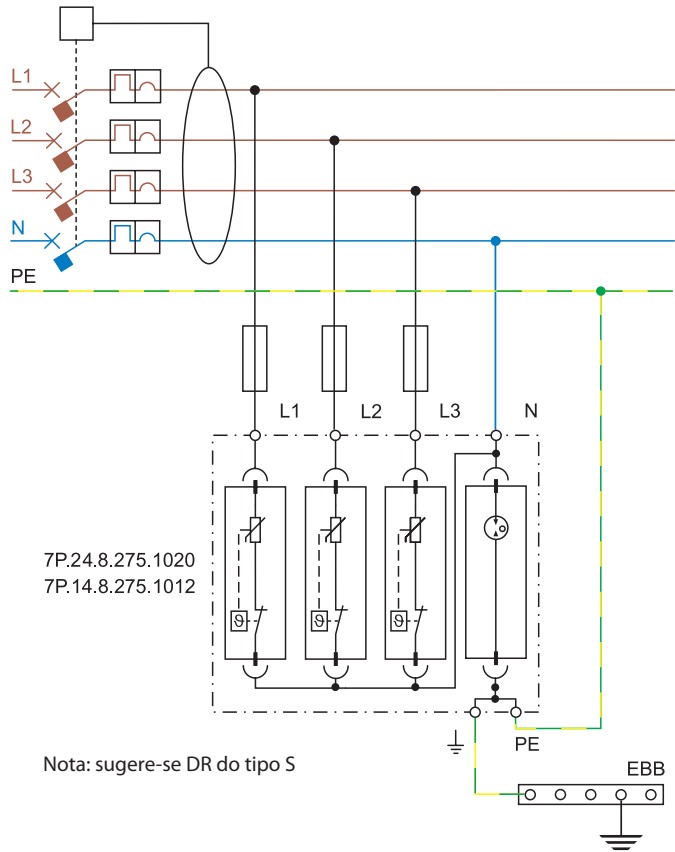 L1
L2
L3
N
PE
L1 L2 L3 N
7P.24.8.275.1020
7P.14.8.275.1012
ϑ ϑ ϑ
PE
Nota: sugere-se DR do tipo S
EBB